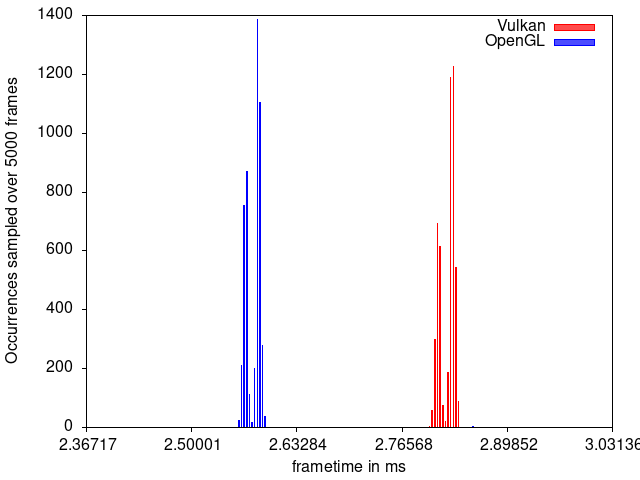 1400
1200
1000
800
600
400
200
0
Occurrences sampled over 5000 frames
Vulkan
OpenGL
2.36717 2.50001 2.63284 2.76568 2.89852 3.03136
frametime in ms